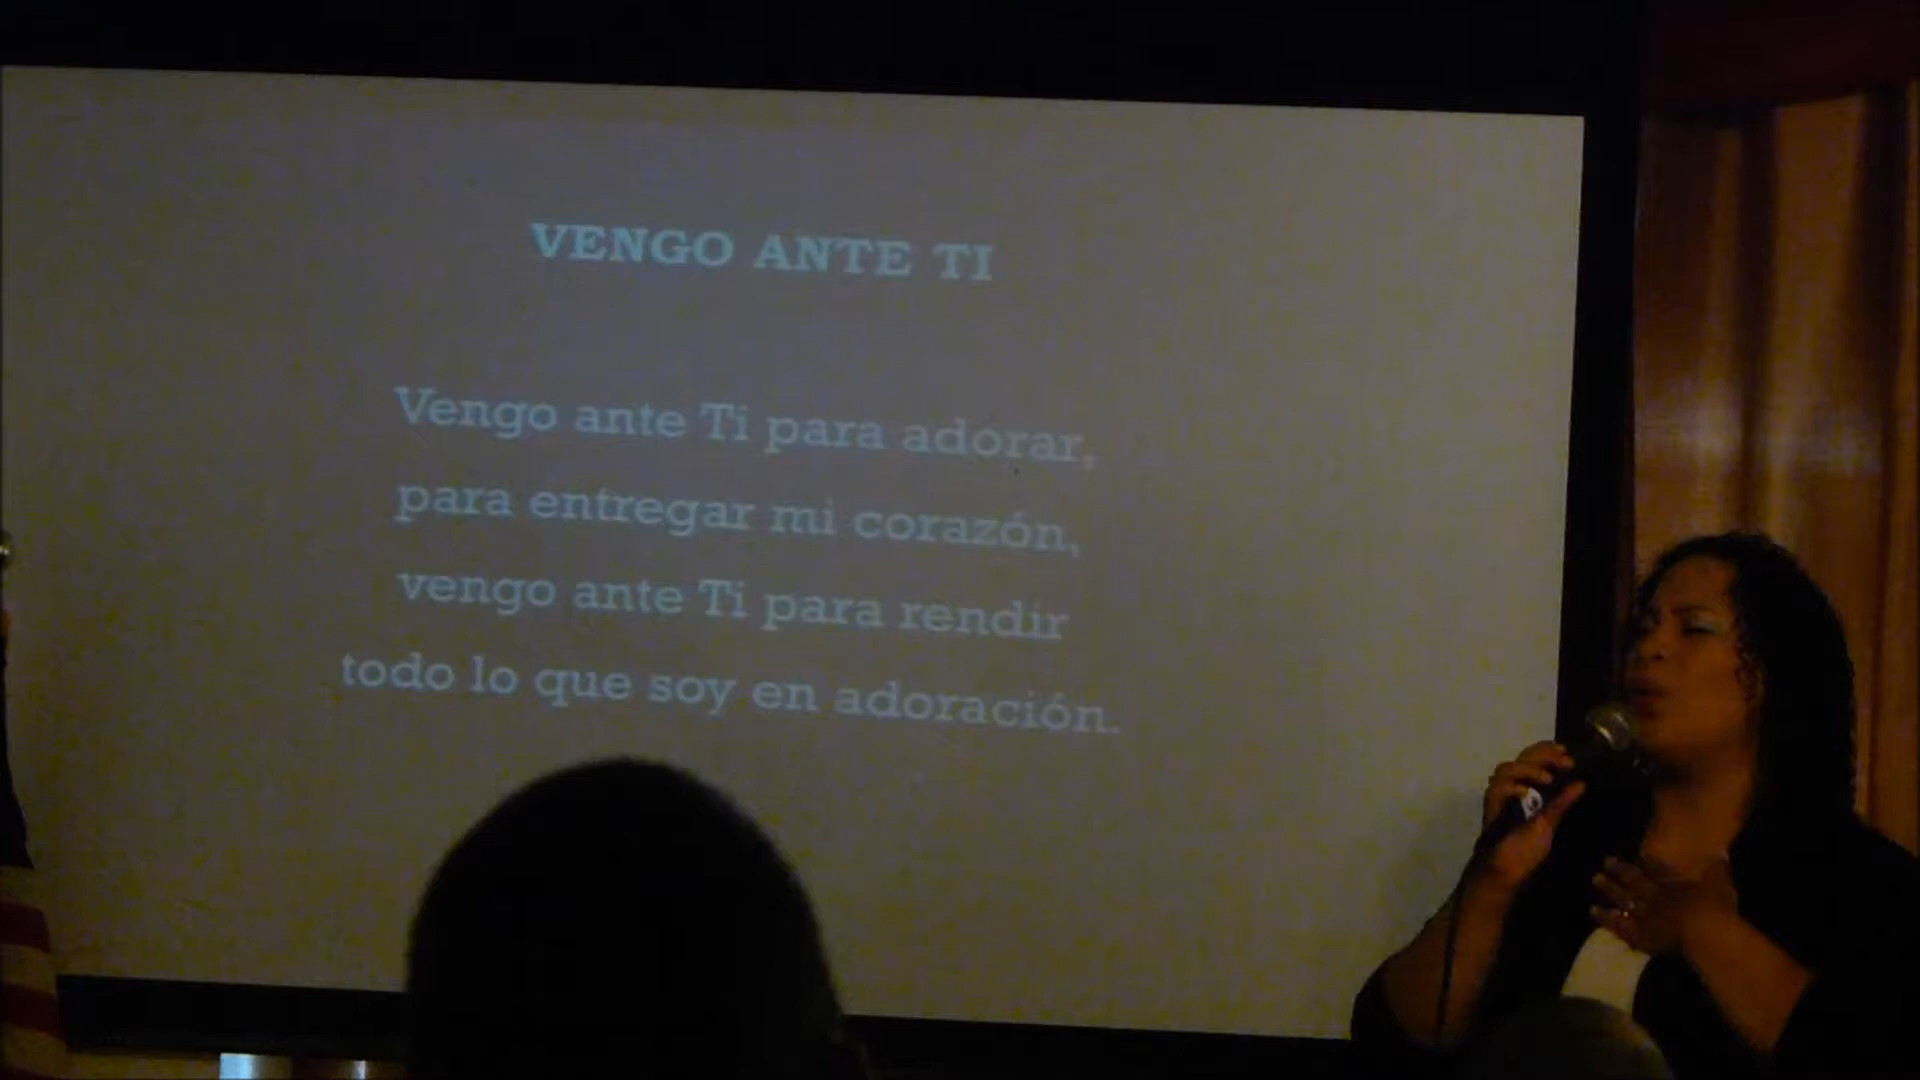 VENGO ANTE TI
Vengo ante Ti para adorar,
para entregar mi corazón,
vengo ante Ti para rendir
todo lo que soy en adoración.